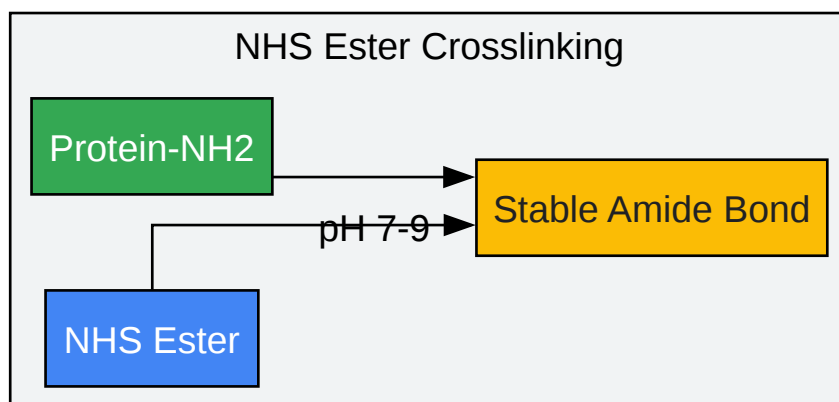 NHS Ester Crosslinking
Protein-NH2
Stable Amide Bond
pH 7-9
NHS Ester